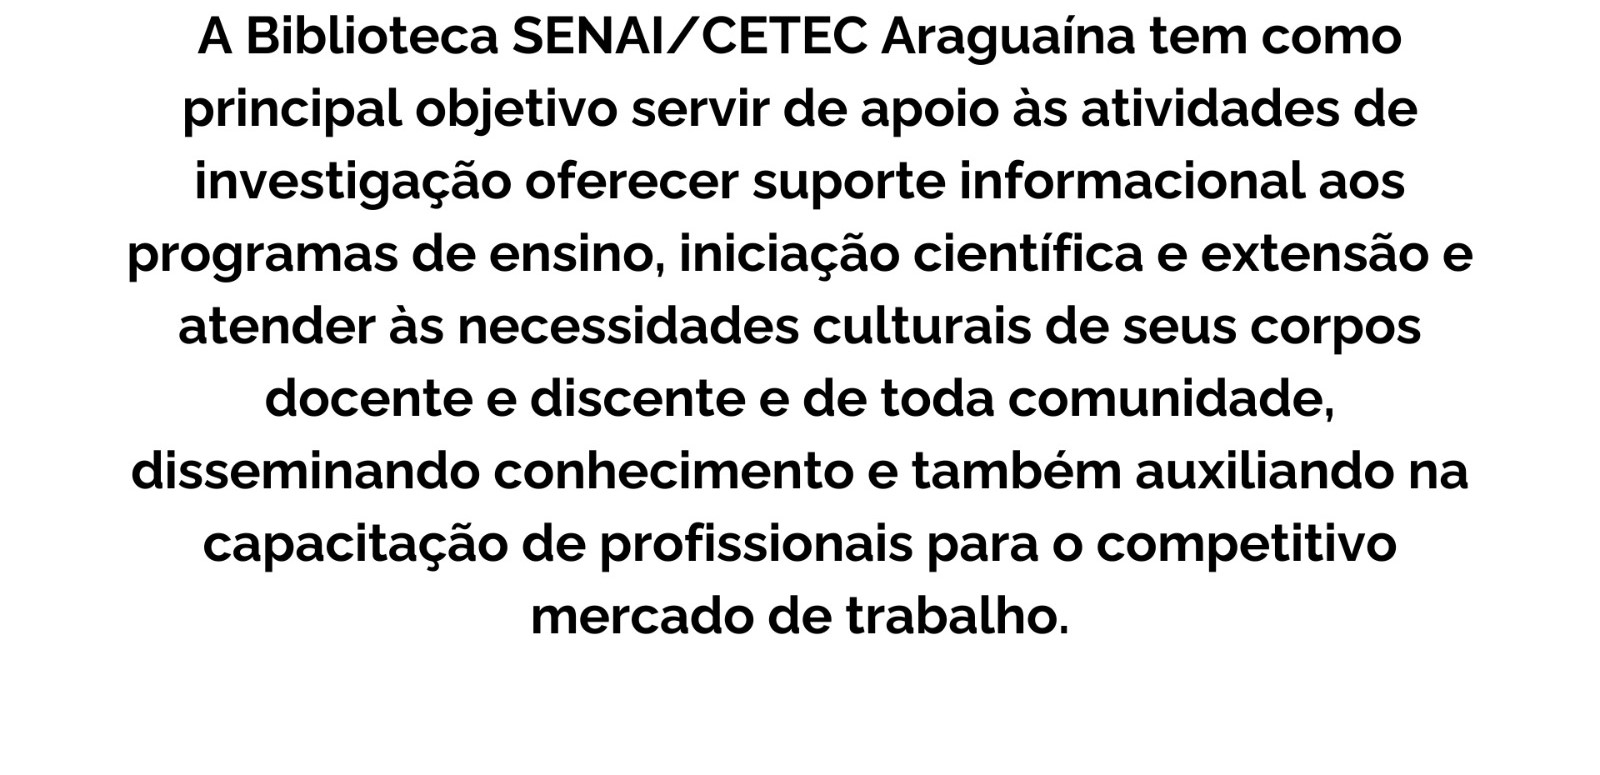 A Biblioteca SENAI/CETEC Araguaína tem como
principal objetivo servir de apoio às atividades de
investigação oferecer suporte informacional aos
programas de ensino, iniciação científica e extensão e
atender às necessidades culturais de seus corpos
docente e discente e de toda comunidade,
disseminando conhecimento e também auxiliando na
capacitação de profissionais para o competitivo
mercado de trabalho.